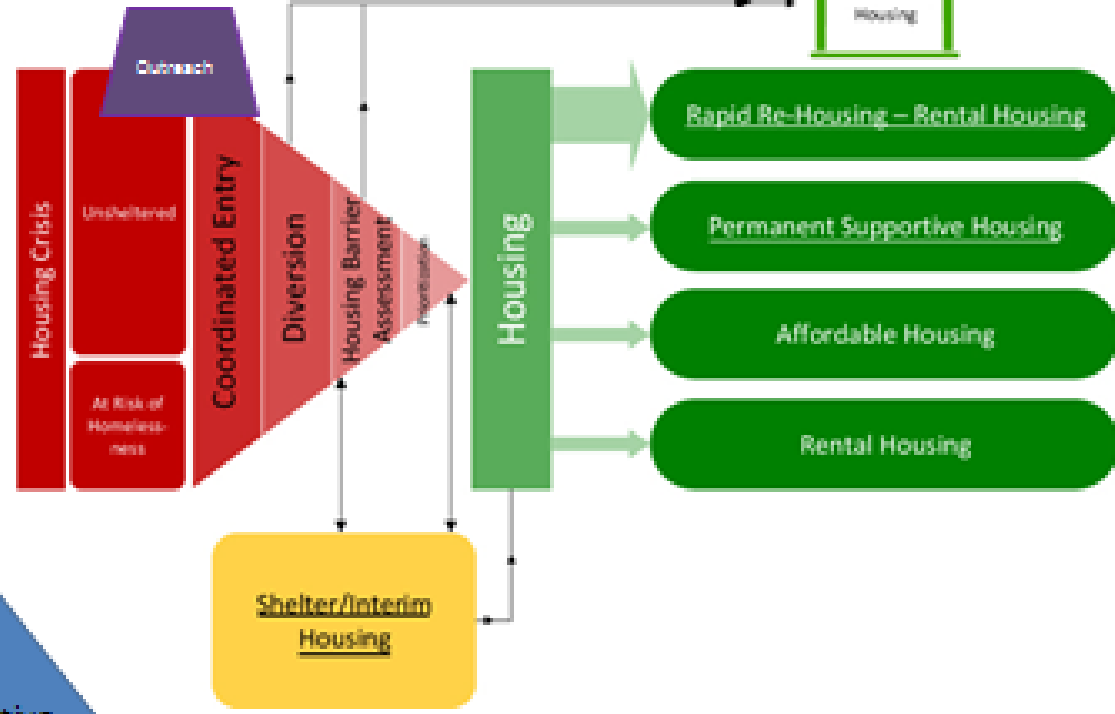 Housing
Outreach
Housing Crisis
Unsheltered
At Risk of
Homeless-
ness
Coordinated Entry
Diversion
Housing Barrier
Assessment
Prioritization
Housing
Rapid Re-Housing – Rental Housing
Permanent Supportive Housing
Affordable Housing
Rental Housing
Shelter/Interim
Housing